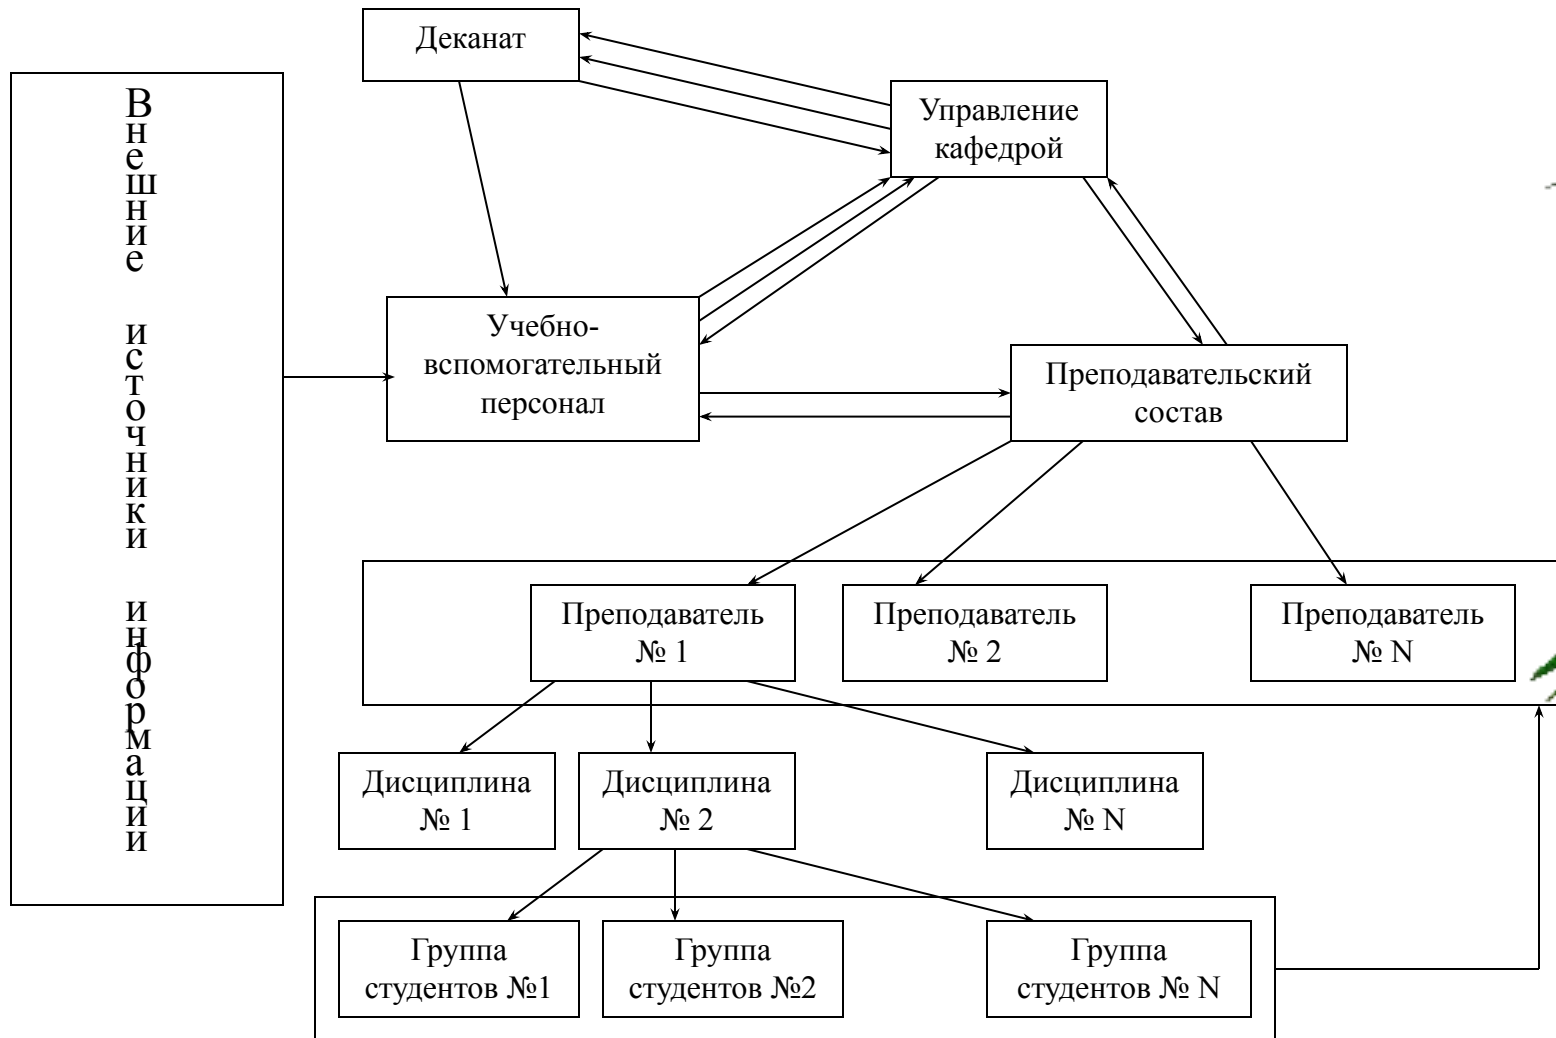 Деканат
Управление
кафедрой
Внешние источники информации
Учебно-
вспомогательный
персонал
Преподавательский
состав
Преподаватель
№ 1
Преподаватель
№ 2
Преподаватель
№ N
Дисциплина
№ 1
Дисциплина
№ 2
Дисциплина
№ N
Группа
студентов №1
Группа
студентов №2
Группа
студентов № N